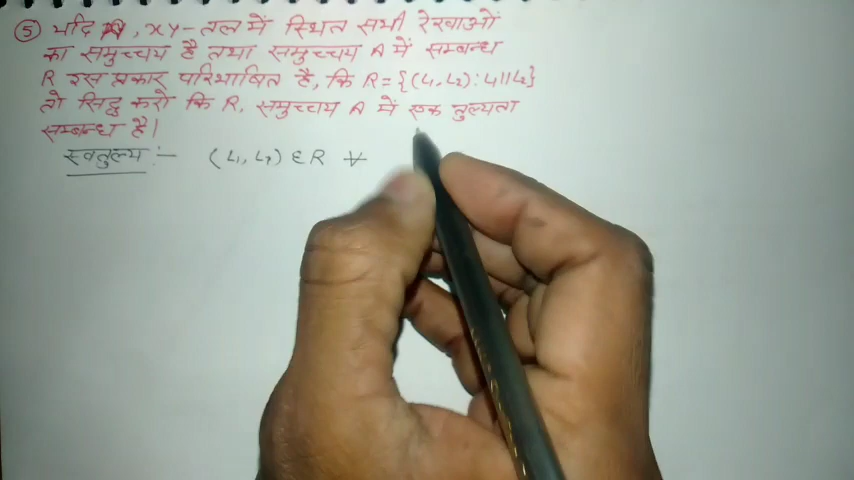 ⑤ यदि A, XY-तल में स्थित सभी रेखाओं
का समुच्चय है तथा समुच्चय A में सम्बन्ध
R इस प्रकार परिभाषित है, कि R={(L₁, L₂): L₁||L₂}
तो सिद्ध करो कि R, समुच्चय A में एक तुल्यता
सम्बन्ध है।
स्वतुल्य :- (L₁, L₂) ∈ R ∀